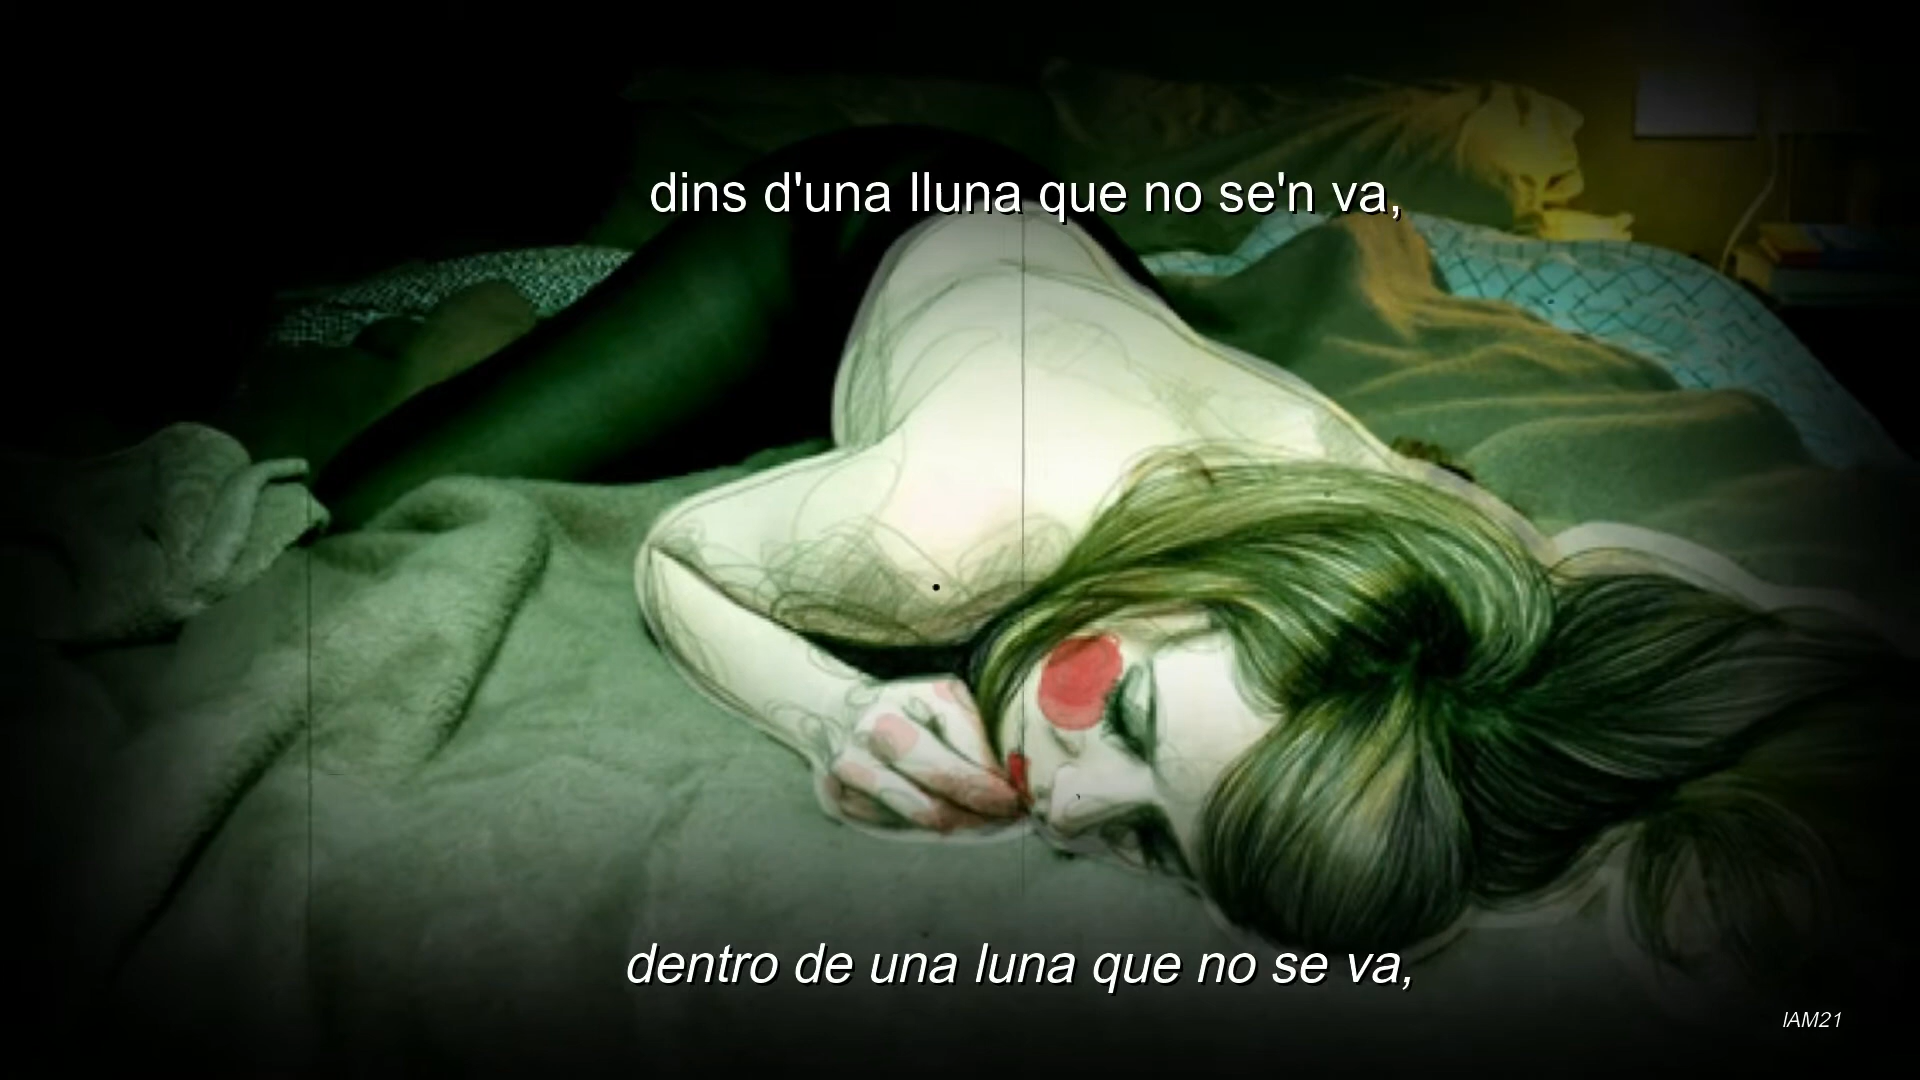 dins d'una lluna que no se'n va,
dentro de una luna que no se va,
IAM21